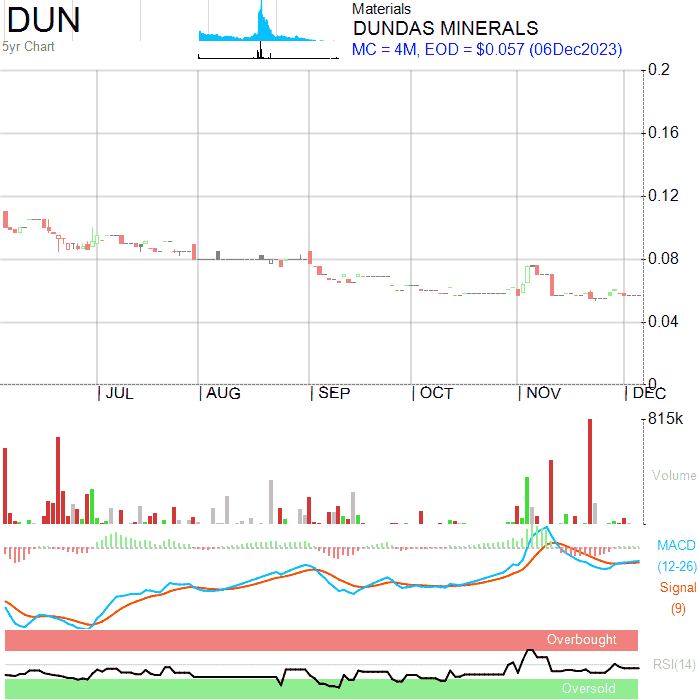 DUN
5yr Chart
Materials
DUNDAS MINERALS
MC = 4M, EOD = $0.057 (06Dec2023)
0.2
0.16
0.12
0.08
0.04
0
JUL AUG SEP OCT NOV DEC
815k
Volume
MACD
(12-26)
Signal
(9)
Overbought
RSI(14)
Oversold